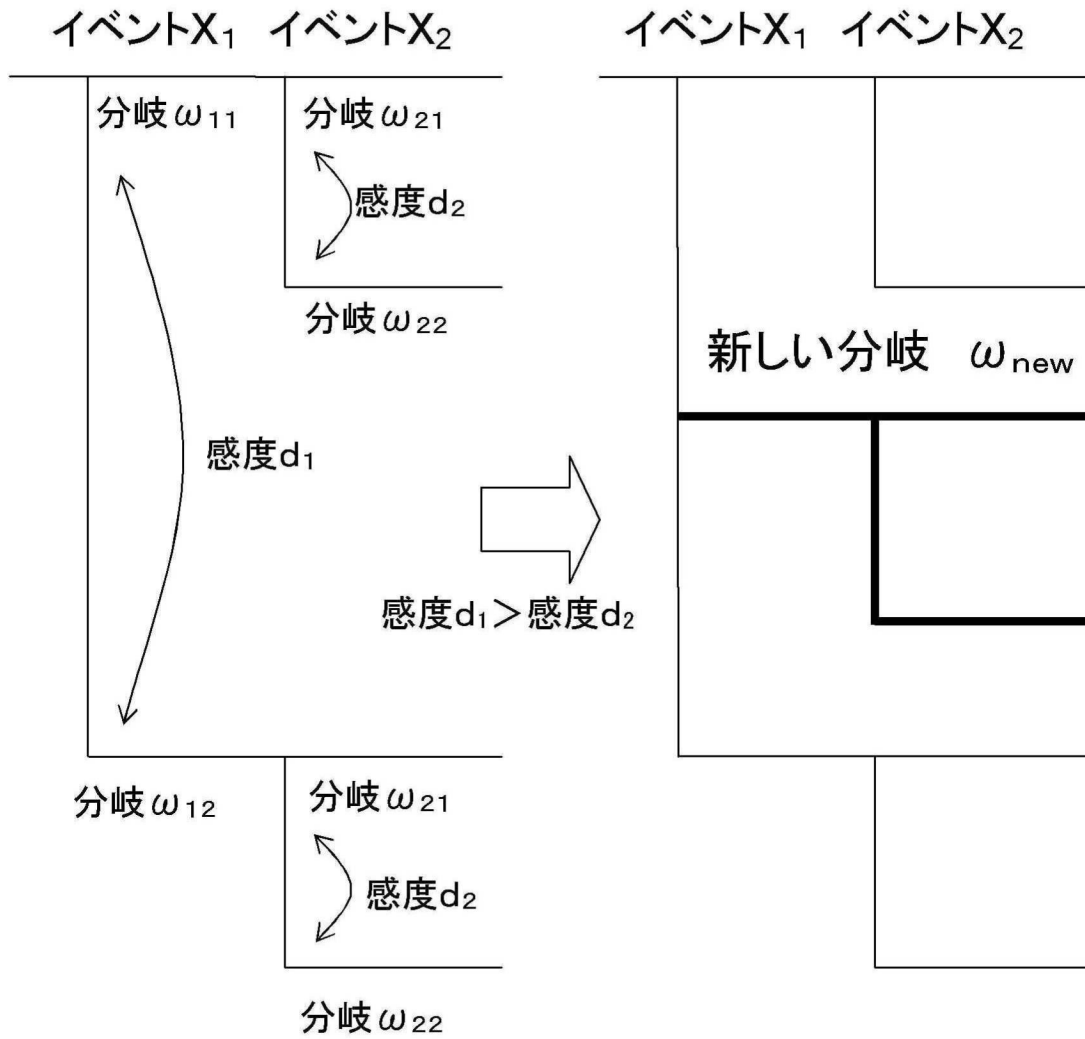 イベントX₁ イベントX₂
分岐ω₁₁ 分岐ω₂₁
感度d₂
分岐ω₂₂
感度d₁
分岐ω₁₂ 分岐ω₂₁
感度d₂
分岐ω₂₂
感度d₁＞感度d₂
イベントX₁ イベントX₂
新しい分岐 ωnew